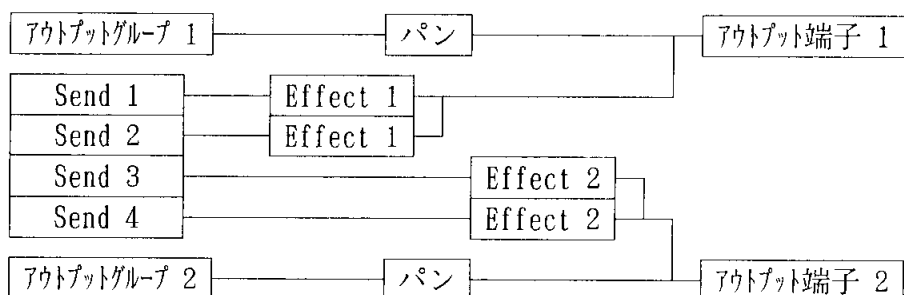 アウトプットグループ 1 パン アウトプット端子 1
Send 1 Effect 1
Send 2 Effect 1
Send 3 Effect 2
Send 4 Effect 2
アウトプットグループ 2 パン アウトプット端子 2